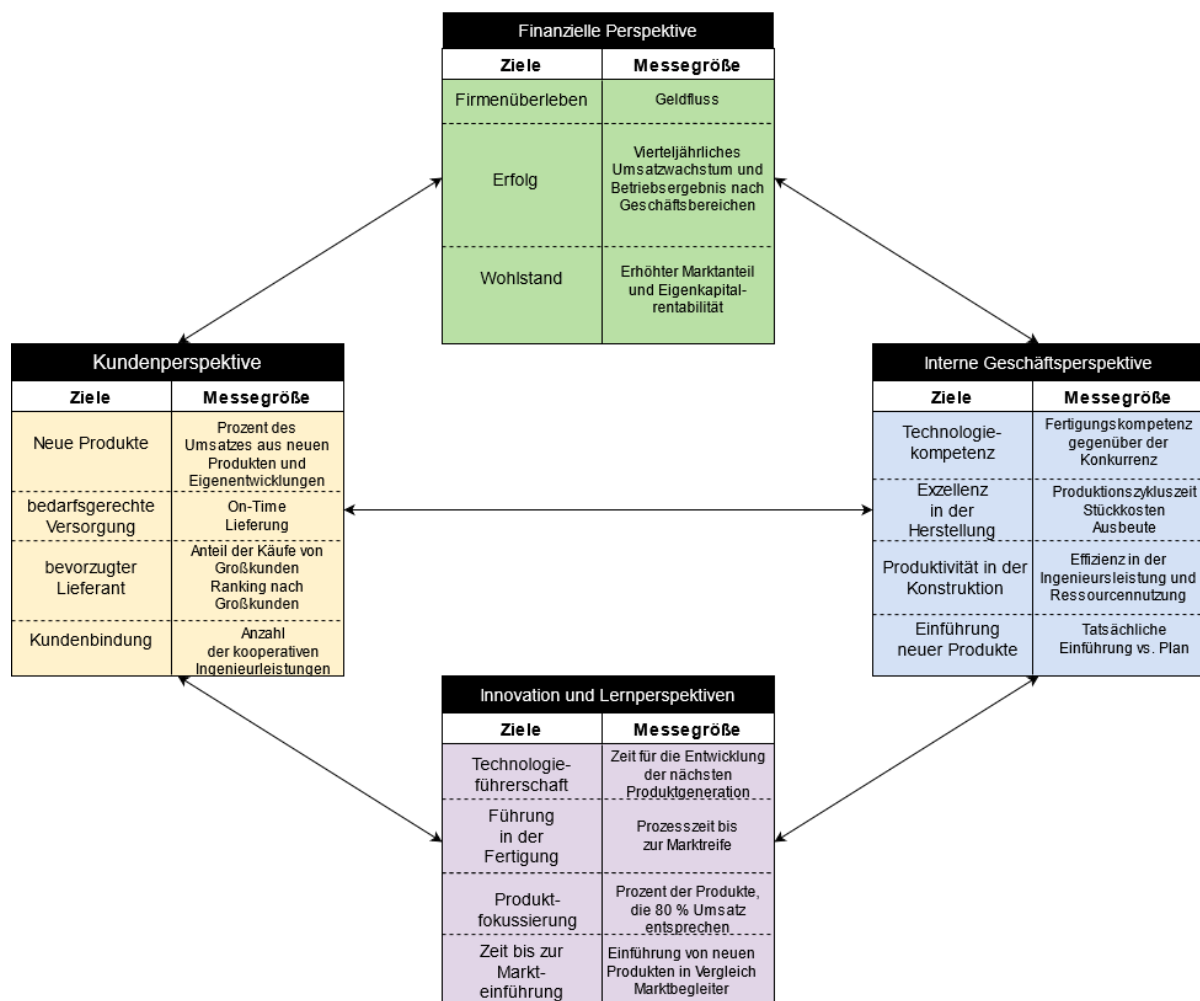 Finanzielle Perspektive
Ziele
Messegröße
Firmenüberleben
Geldfluss
Erfolg
Vierteljährliches
Umsatzwachstum und
Betriebsergebnis nach
Geschäftsbereichen
Wohlstand
Erhöhter Marktanteil
und Eigenkapital-
rentabilität
Kundenperspektive
Ziele
Messegröße
Neue Produkte
Prozent des
Umsatzes aus neuen
Produkten und
Eigenentwicklungen
bedarfsgerechte
Versorgung
On-Time
Lieferung
bevorzugter
Lieferant
Anteil der Käufe von
Großkunden
Ranking nach
Großkunden
Kundenbindung
Anzahl
der kooperativen
Ingenieurleistungen
Interne Geschäftsperspektive
Ziele
Messegröße
Technologie-
kompetenz
Fertigungskompetenz
gegenüber der
Konkurrenz
Exzellenz
in der
Herstellung
Produktionszykluszeit
Stückkosten
Ausbeute
Produktivität in der
Konstruktion
Effizienz in der
Ingenieursleistung und
Ressourcennutzung
Einführung
neuer Produkte
Tatsächliche
Einführung vs. Plan
Innovation und Lernperspektiven
Ziele
Messegröße
Technologie-
führerschaft
Zeit für die Entwicklung
der nächsten
Produktgeneration
Führung
in der
Fertigung
Prozesszeit bis
zur Marktreife
Produkt-
fokussierung
Prozent der Produkte,
die 80 % Umsatz
entsprechen
Zeit bis zur
Markt-
einführung
Einführung von neuen
Produkten in Vergleich
Marktbegleiter